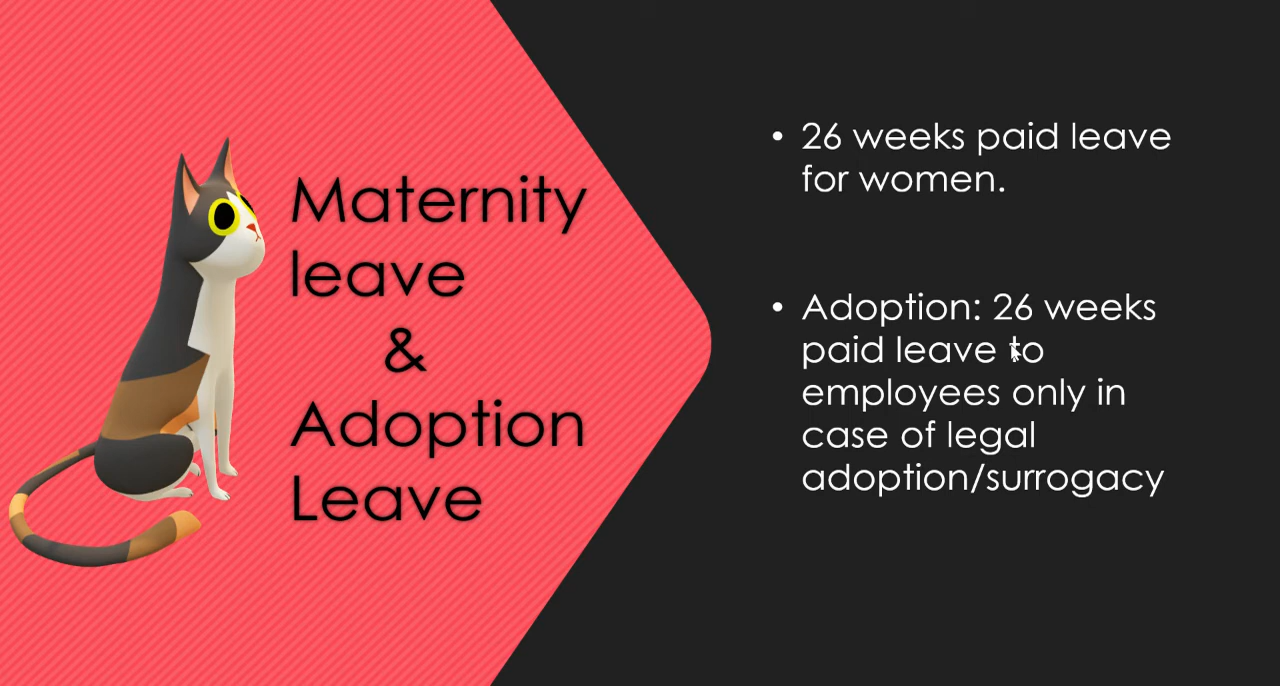 Maternity
leave
&
Adoption
Leave
• 26 weeks paid leave
for women.
• Adoption: 26 weeks
paid leave to
employees only in
case of legal
adoption/surrogacy